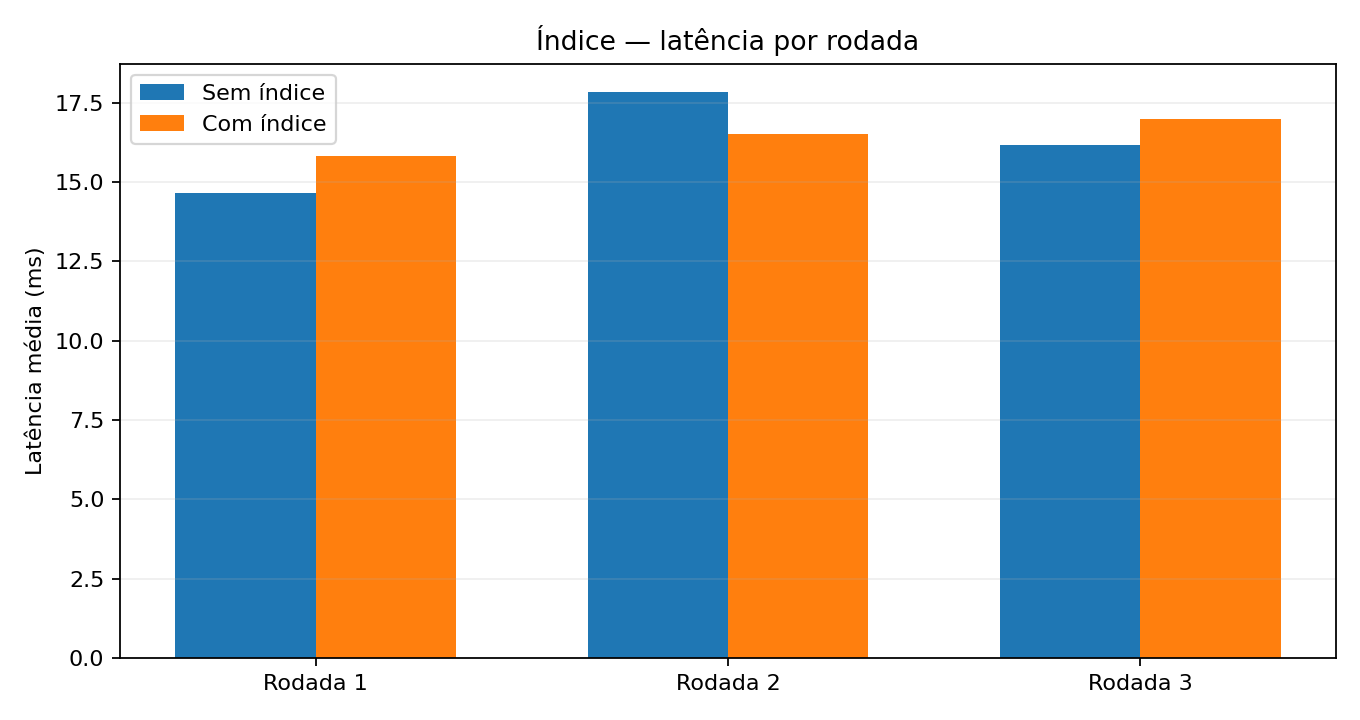 Índice — latência por rodada
Sem índice
Com índice
Latência média (ms)
17.5
15.0
12.5
10.0
7.5
5.0
2.5
0.0
Rodada 1
Rodada 2
Rodada 3